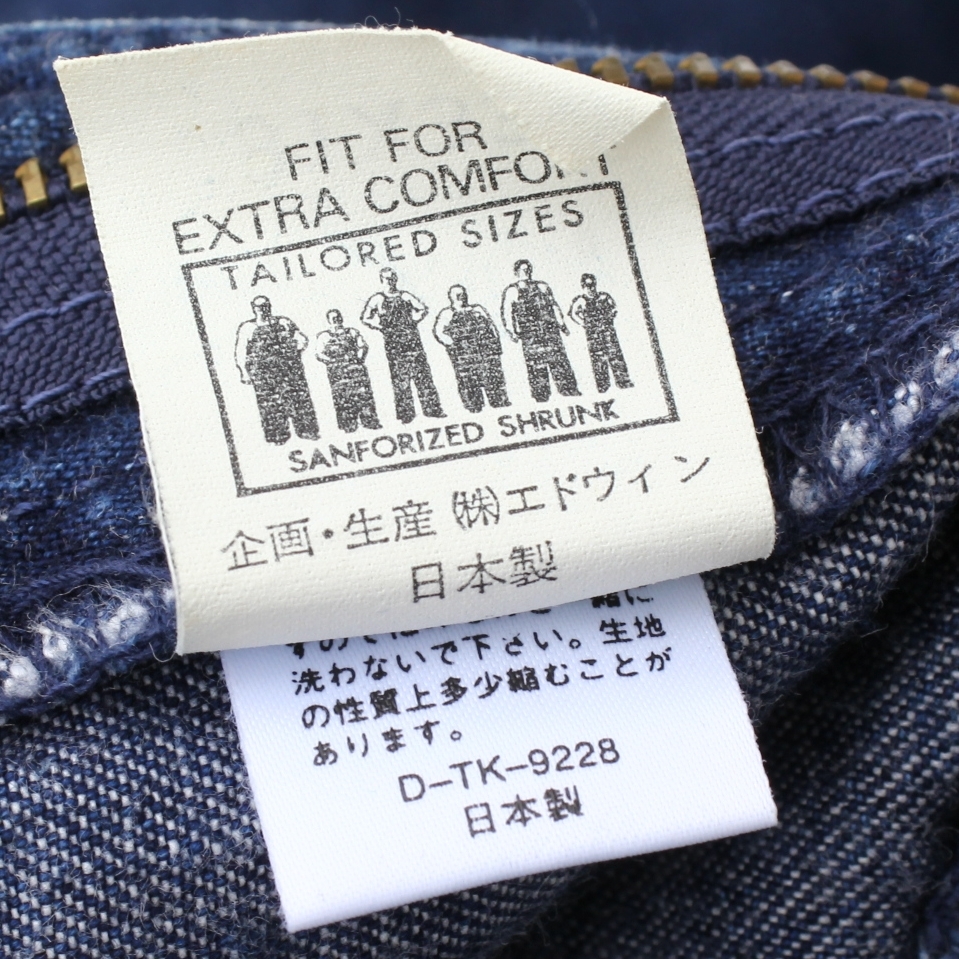 FIT FOR
EXTRA COMFORT
TAILORED SIZES
SANFORIZED SHRUNK
企画・生産 ㈱エドウィン
日本製
洗わないで下さい。生地
の性質上多少縮むことが
あります。
D-TK-9228
日本製